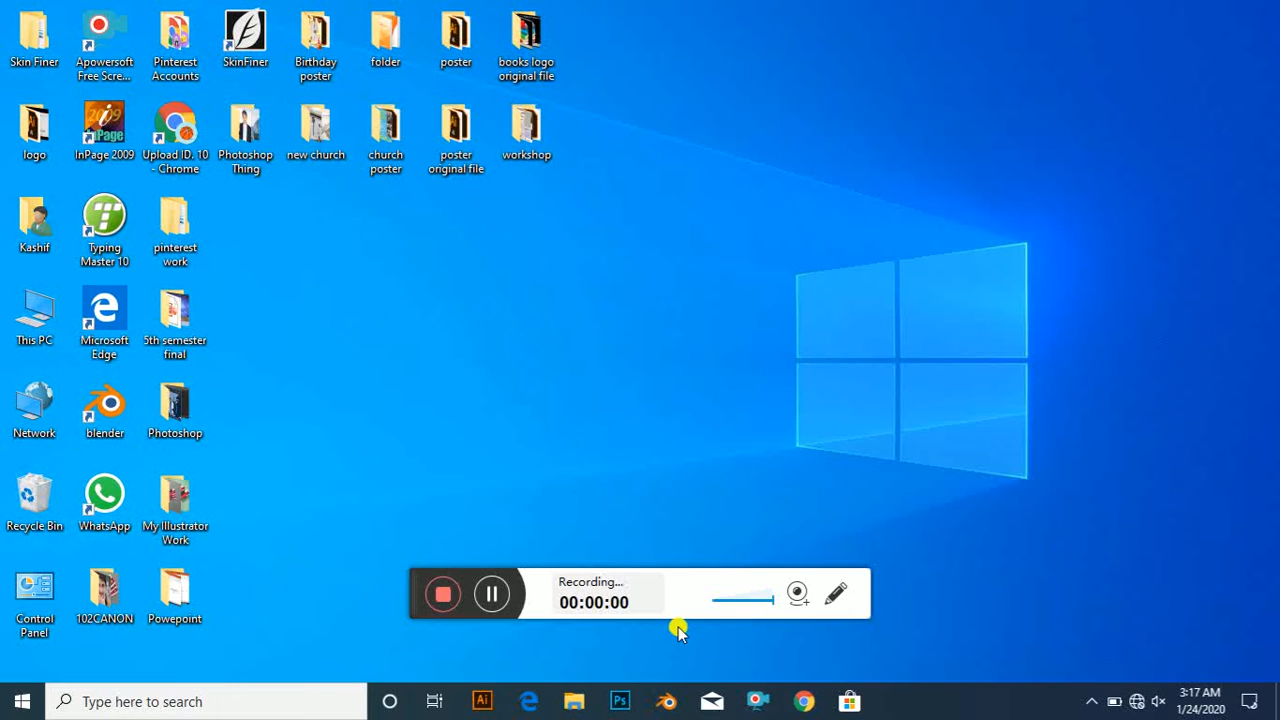 Skin Finer
Apowersoft
Free Scre...
Pinterest
Accounts
SkinFiner
Birthday
poster
folder
poster
books logo
original file
logo
InPage 2009
Upload ID. 10
- Chrome
Photoshop
Thing
new church
church
poster
poster
original file
workshop
Kashif
Typing
Master 10
pinterest
work
This PC
Microsoft
Edge
5th semester
final
Network
blender
Photoshop
Recycle Bin
WhatsApp
My Illustrator
Work
Control
Panel
102CANON
Powepoint
Recording...
00:00:00
Type here to search
Ai
Ps
3:17 AM
1/24/2020